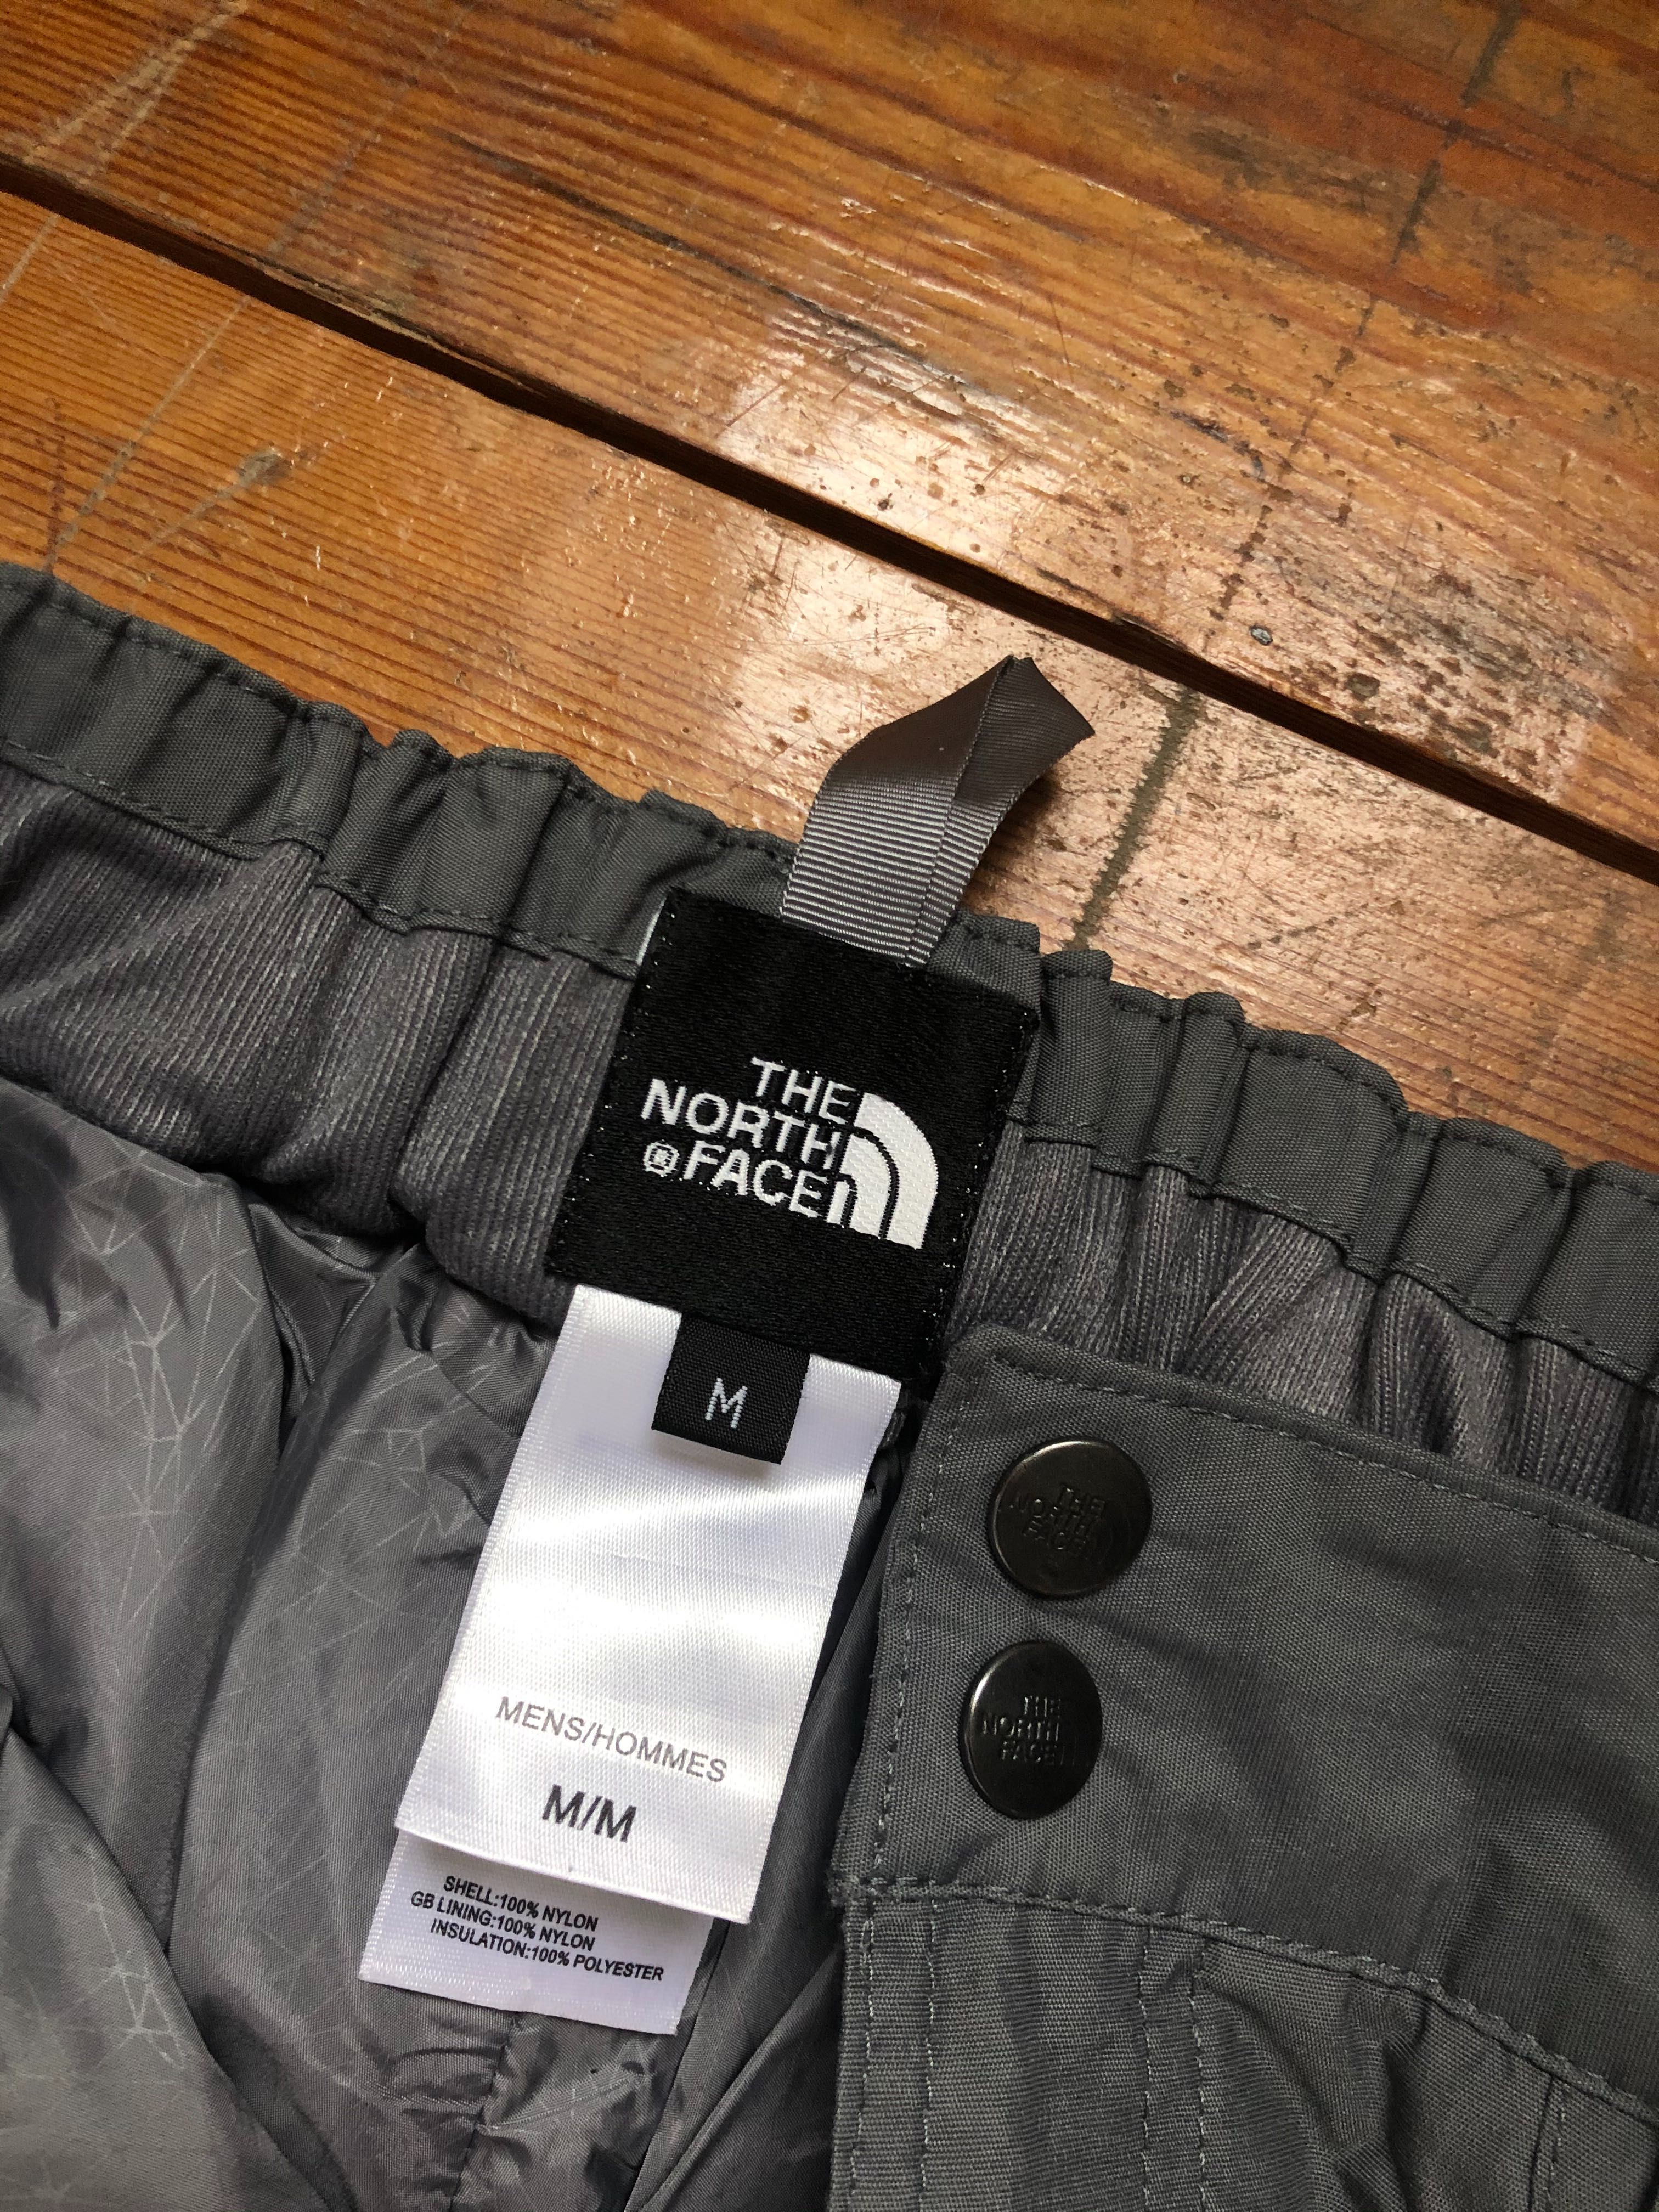 THE
NORTH
® FACE
M
THE
NORTH
FACE
THE
NORTH
FACE
MENS/HOMMES
M/M
SHELL:100% NYLON
GB LINING:100% NYLON
INSULATION:100% POLYESTER